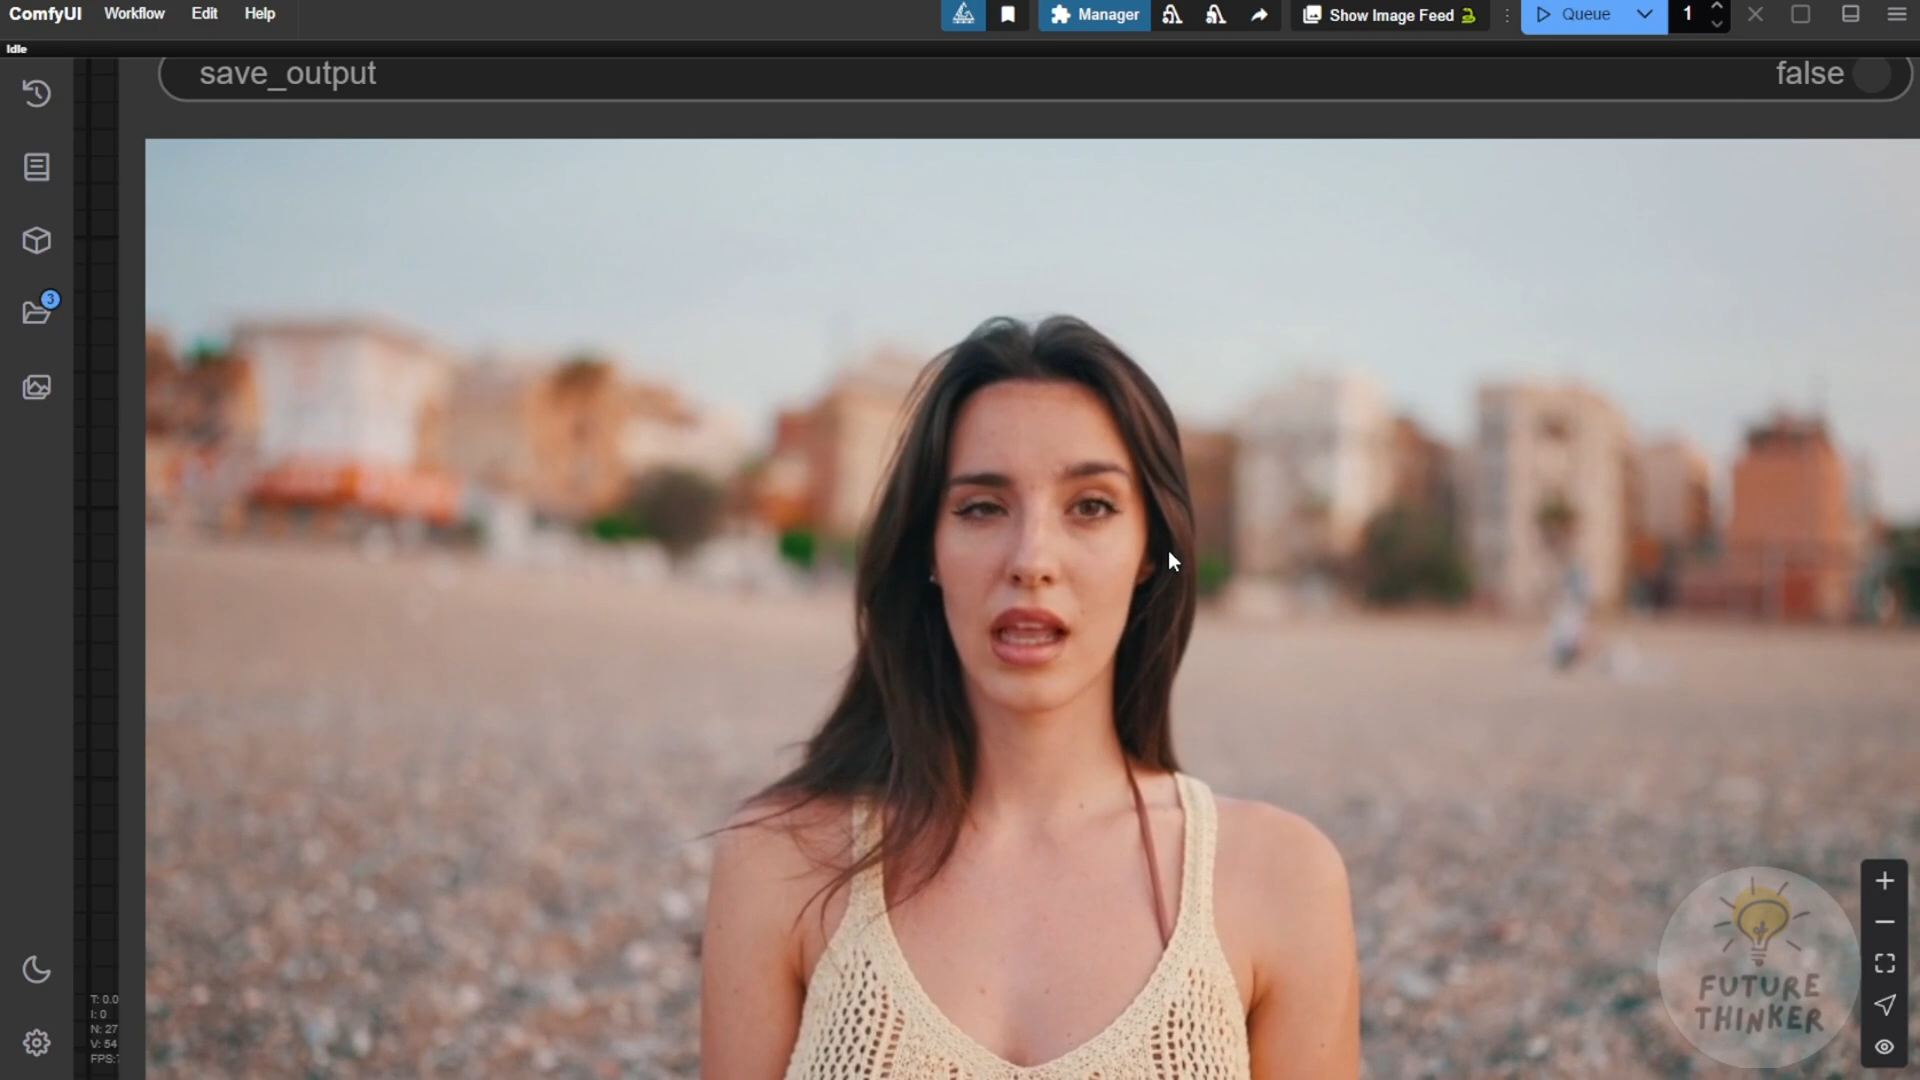 ComfyUI Workflow Edit Help
Manager
Show Image Feed
Queue
1
Idle
save_output false
3
T: 0.0
I: 0
N: 27
V: 54
FPS:
FUTURE
THINKER